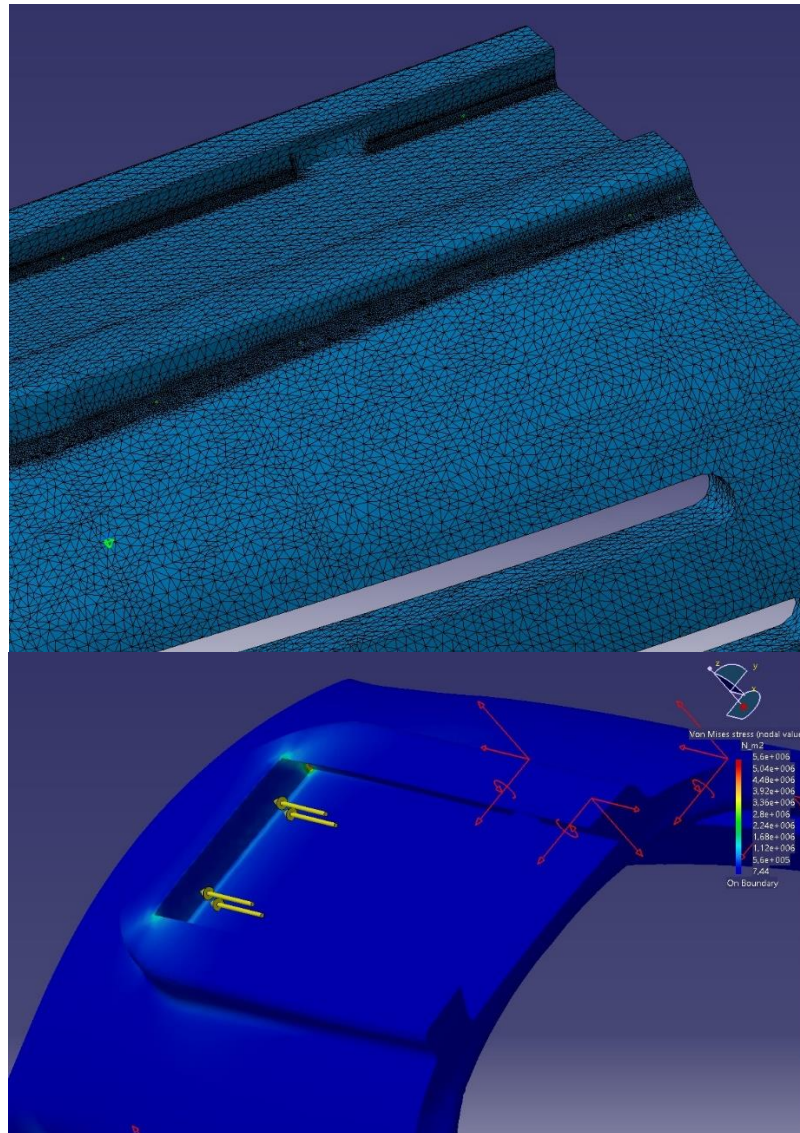 z
y
x
Von Mises stress (nodal value
N_m2
5,6e+006
5,04e+006
4,48e+006
3,92e+006
3,36e+006
2,8e+006
2,24e+006
1,68e+006
1,12e+006
5,6e+005
7,44
On Boundary